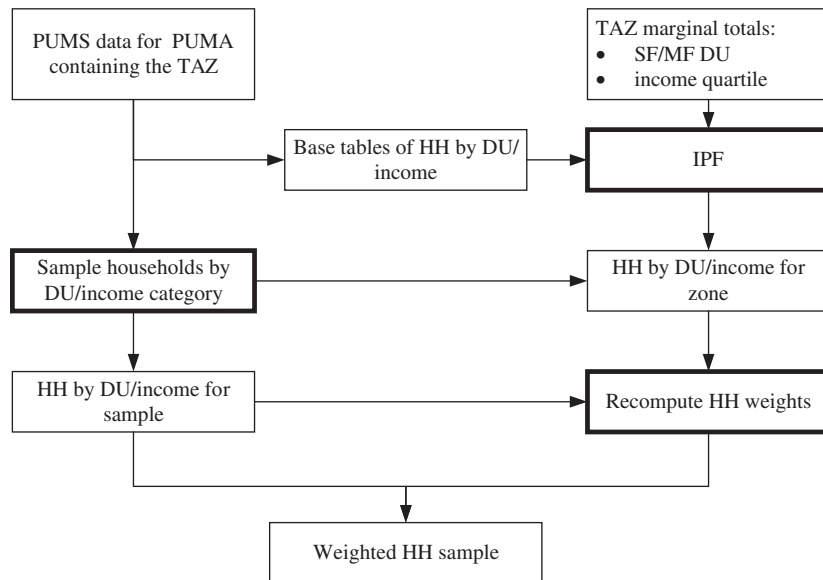 PUMS data for PUMA
containing the TAZ
TAZ marginal totals:
• SF/MF DU
• income quartile
Base tables of HH by DU/
income
IPF
Sample households by
DU/income category
HH by DU/income for
zone
HH by DU/income for
sample
Recompute HH weights
Weighted HH sample